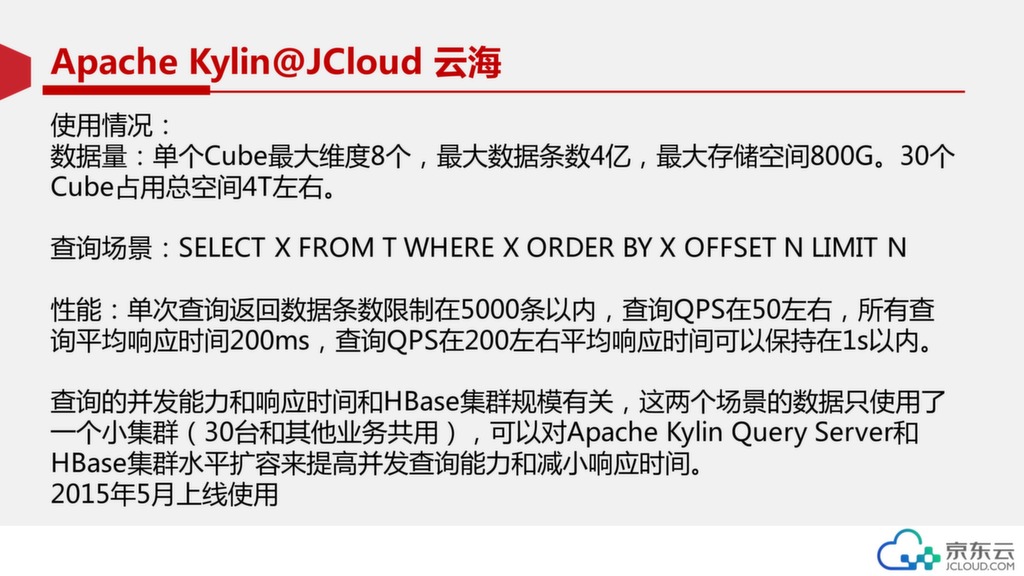 Apache Kylin@JCloud 云海
使用情况：
数据量：单个Cube最大维度8个，最大数据条数4亿，最大存储空间800G。30个
Cube占用总空间4T左右。
查询场景：SELECT X FROM T WHERE X ORDER BY X OFFSET N LIMIT N
性能：单次查询返回数据条数限制在5000条以内，查询QPS在50左右，所有查
询平均响应时间200ms，查询QPS在200左右平均响应时间可以保持在1s以内。
查询的并发能力和响应时间和HBase集群规模有关，这两个场景的数据只使用了
一个小集群（30台和其他业务共用），可以对Apache Kylin Query Server和
HBase集群水平扩容来提高并发查询能力和减小响应时间。
2015年5月上线使用
京东云
JCLOUD.COM